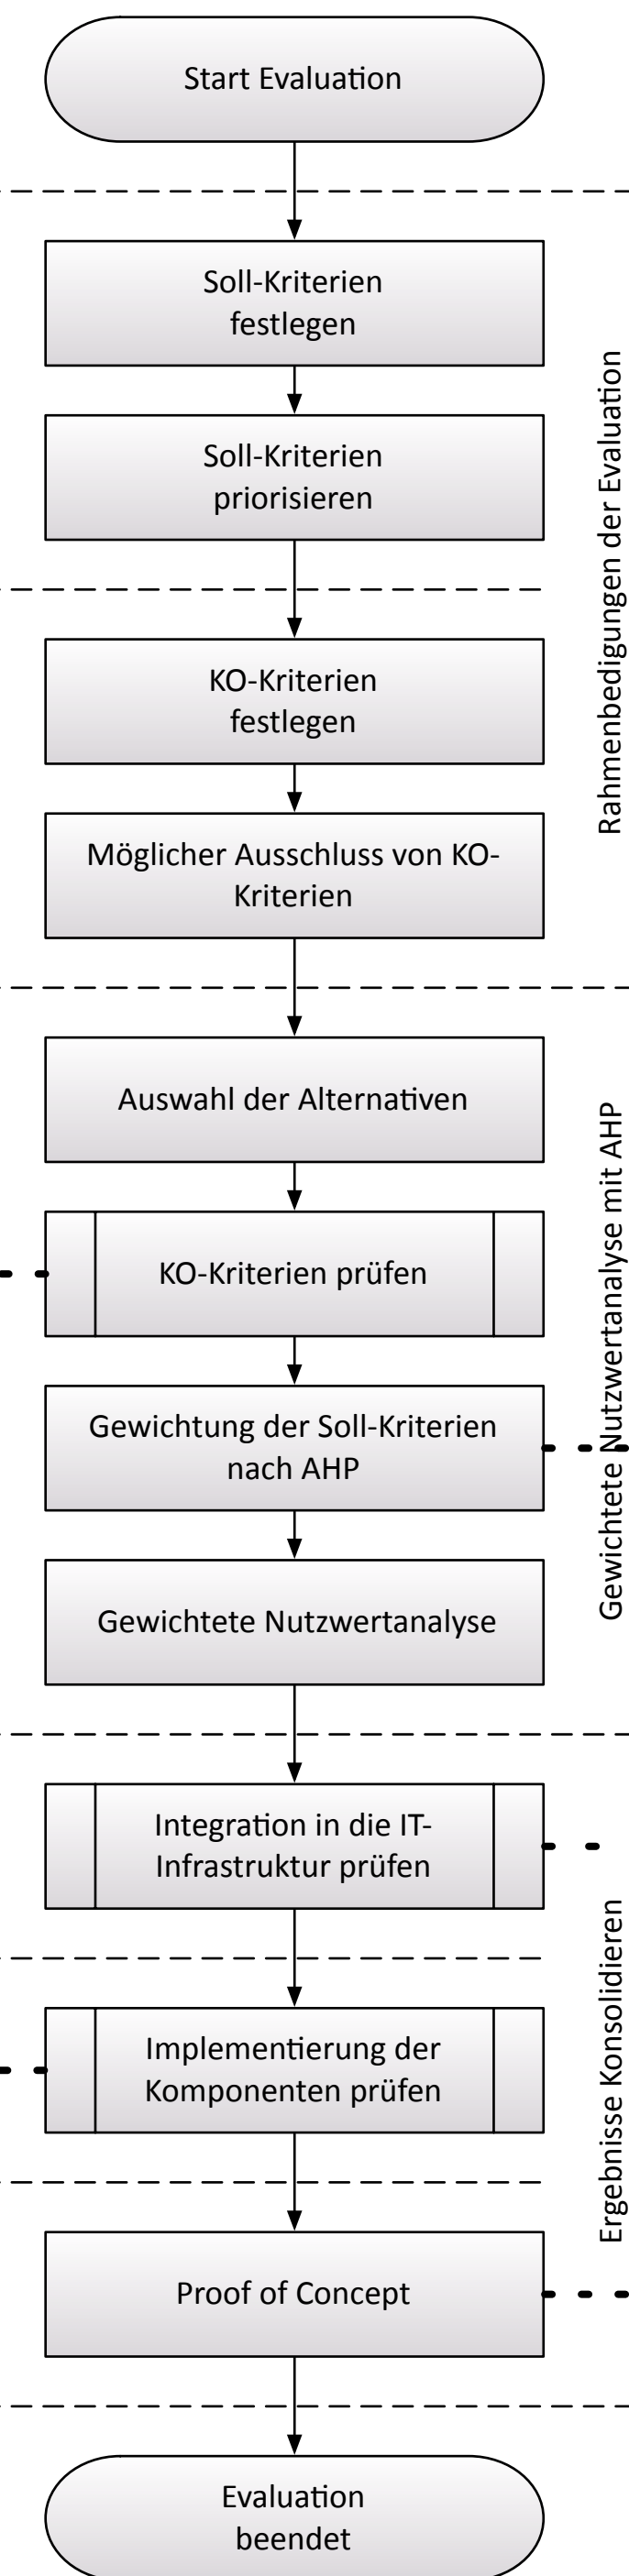 Start Evaluation
Soll-Kriterien
festlegen
Soll-Kriterien
priorisieren
Rahmenbedigungen der Evaluation
KO-Kriterien
festlegen
Möglicher Ausschluss von KO-
Kriterien
Auswahl der Alternativen
KO-Kriterien prüfen
Gewichtete Nutzwertanalyse mit AHP
Gewichtung der Soll-Kriterien
nach AHP
Gewichtete Nutzwertanalyse
Integration in die IT-
Infrastruktur prüfen
Implementierung der
Komponenten prüfen
Ergebnisse Konsolidieren
Proof of Concept
Evaluation
beendet